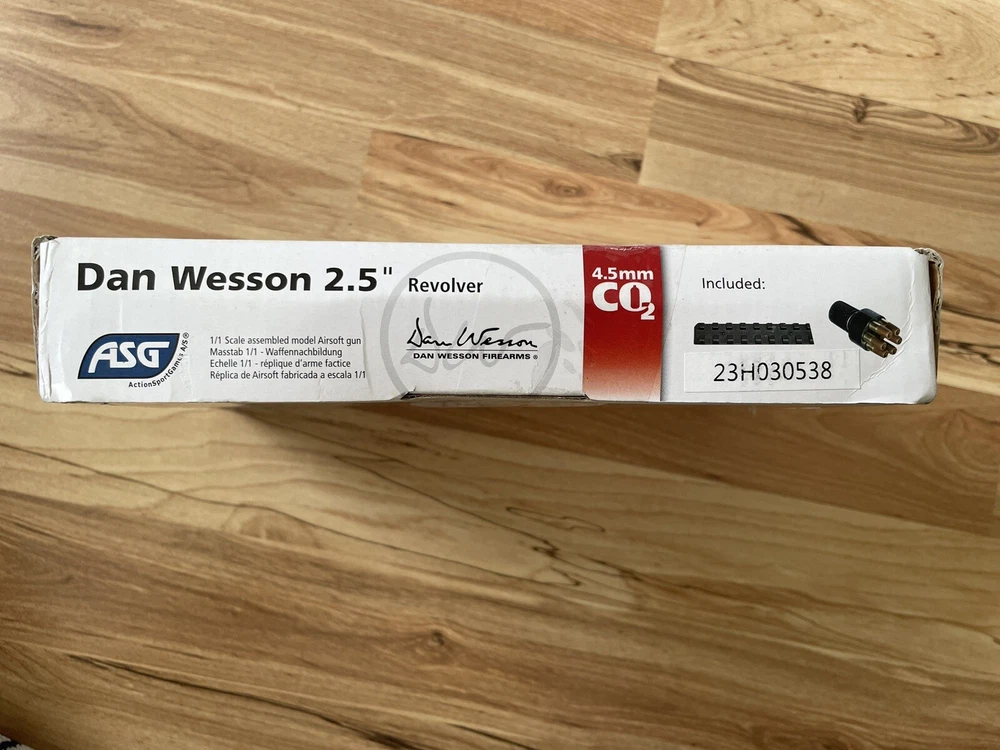 Dan Wesson 2.5" Revolver
ASG®
ActionSportGames A/S®
1/1 Scale assembled model Airsoft gun
Masstab 1/1 - Waffennachbildung
Echelle 1/1 - réplique d'arme factice
Réplica de Airsoft fabricada a escala 1/1
Dan Wesson
DAN WESSON FIREARMS®
4.5mm
CO2
Included:
23H030538